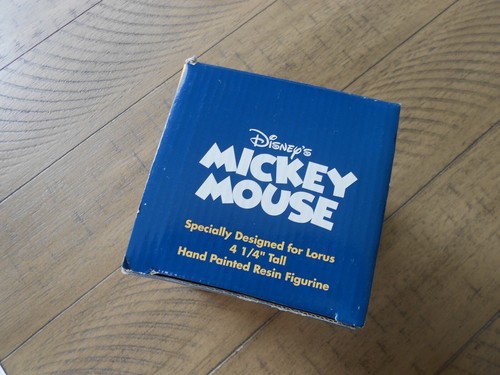 Disney's
MICKEY
MOUSE
Specially Designed for Lorus
4 1/4" Tall
Hand Painted Resin Figurine